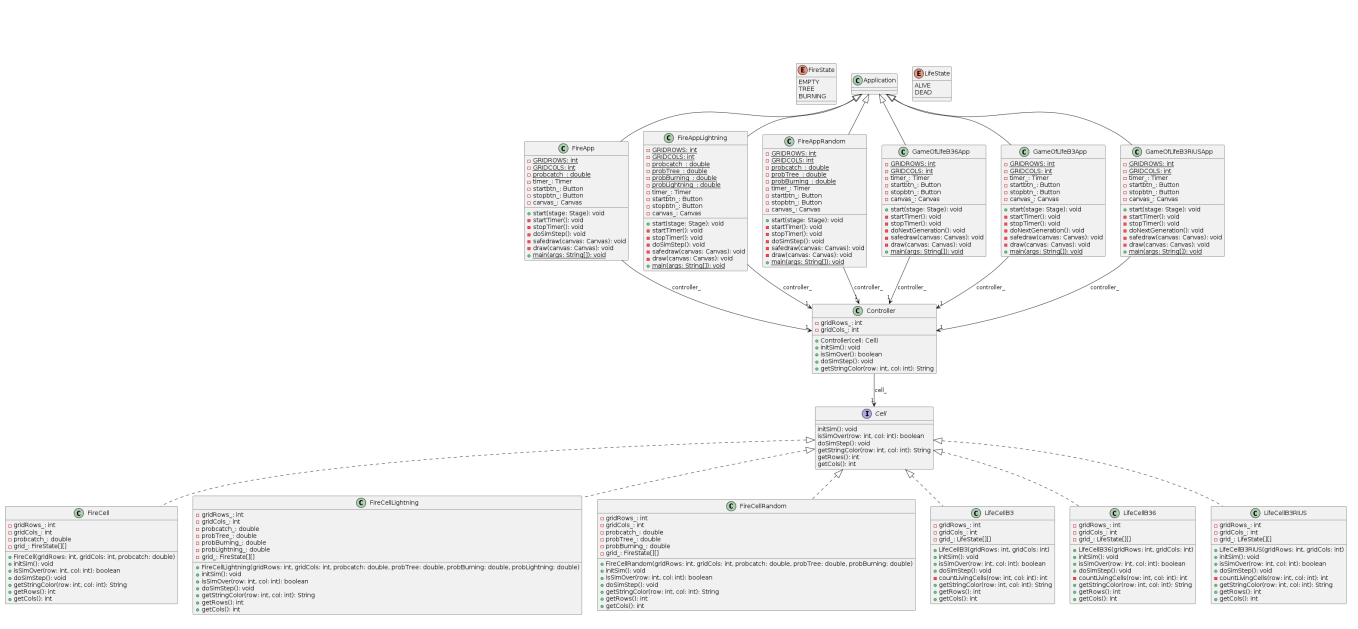 FireState
EMPTY
TREE
BURNING
Application
LifeState
ALIVE
DEAD
FireApp
GRIDROWS: int
GRIDCOLS: int
probcatch_: double
timer_: Timer
startbtn_: Button
stopbtn_: Button
canvas_: Canvas
start(stage: Stage): void
startTimer(): void
stopTimer(): void
doSimStep(): void
safedraw(canvas: Canvas): void
draw(canvas: Canvas): void
main(args: String[]): void
FireAppLightning
GRIDROWS: int
GRIDCOLS: int
probcatch_: double
probTree_: double
probBurning_: double
probLightning_: double
timer_: Timer
startbtn_: Button
stopbtn_: Button
canvas_: Canvas
start(stage: Stage): void
startTimer(): void
stopTimer(): void
doSimStep(): void
safedraw(canvas: Canvas): void
draw(canvas: Canvas): void
main(args: String[]): void
FireAppRandom
GRIDROWS: int
GRIDCOLS: int
probcatch_: double
probTree_: double
probBurning_: double
timer_: Timer
startbtn_: Button
stopbtn_: Button
canvas_: Canvas
start(stage: Stage): void
startTimer(): void
stopTimer(): void
doSimStep(): void
safedraw(canvas: Canvas): void
draw(canvas: Canvas): void
main(args: String[]): void
GameOfLifeB36App
GRIDROWS: int
GRIDCOLS: int
timer_: Timer
startbtn_: Button
stopbtn_: Button
canvas_: Canvas
start(stage: Stage): void
startTimer(): void
stopTimer(): void
doNextGeneration(): void
safedraw(canvas: Canvas): void
draw(canvas: Canvas): void
main(args: String[]): void
GameOfLifeB3App
GRIDROWS: int
GRIDCOLS: int
timer_: Timer
startbtn_: Button
stopbtn_: Button
canvas_: Canvas
start(stage: Stage): void
startTimer(): void
stopTimer(): void
doNextGeneration(): void
safedraw(canvas: Canvas): void
draw(canvas: Canvas): void
main(args: String[]): void
GameOfLifeB3RIUSApp
GRIDROWS: int
GRIDCOLS: int
timer_: Timer
startbtn_: Button
stopbtn_: Button
canvas_: Canvas
start(stage: Stage): void
startTimer(): void
stopTimer(): void
doNextGeneration(): void
safedraw(canvas: Canvas): void
draw(canvas: Canvas): void
main(args: String[]): void
controller_
controller_
controller_
controller_
controller_
controller_
1
1
1
1
1
1
Controller
gridRows_: int
gridCols_: int
Controller(cell: Cell)
initSim(): void
isSimOver(): boolean
doSimStep(): void
getStringColor(row: int, col: int): String
cell_
1
Cell
initSim(): void
isSimOver(row: int, col: int): boolean
doSimStep(): void
getStringColor(row: int, col: int): String
getRows(): int
getCols(): int
FireCell
gridRows_: int
gridCols_: int
probcatch_: double
grid_: FireState[][]
FireCell(gridRows: int, gridCols: int, probcatch: double)
initSim(): void
isSimOver(row: int, col: int): boolean
doSimStep(): void
getStringColor(row: int, col: int): String
getRows(): int
getCols(): int
FireCellLightning
gridRows_: int
gridCols_: int
probcatch_: double
probTree_: double
probBurning_: double
probLightning_: double
grid_: FireState[][]
FireCellLightning(gridRows: int, gridCols: int, probcatch: double, probTree: double, probBurning: double, probLightning: double)
initSim(): void
isSimOver(row: int, col: int): boolean
doSimStep(): void
getStringColor(row: int, col: int): String
getRows(): int
getCols(): int
FireCellRandom
gridRows_: int
gridCols_: int
probcatch_: double
probTree_: double
probBurning_: double
grid_: FireState[][]
FireCellRandom(gridRows: int, gridCols: int, probcatch: double, probTree: double, probBurning: double)
initSim(): void
isSimOver(row: int, col: int): boolean
doSimStep(): void
getStringColor(row: int, col: int): String
getRows(): int
getCols(): int
LifeCellB3
gridRows_: int
gridCols_: int
grid_: LifeState[][]
LifeCellB3(gridRows: int, gridCols: int)
initSim(): void
isSimOver(row: int, col: int): boolean
doSimStep(): void
countLivingCells(row: int, col: int): int
getStringColor(row: int, col: int): String
getRows(): int
getCols(): int
LifeCellB36
gridRows_: int
gridCols_: int
grid_: LifeState[][]
LifeCellB36(gridRows: int, gridCols: int)
initSim(): void
isSimOver(row: int, col: int): boolean
doSimStep(): void
countLivingCells(row: int, col: int): int
getStringColor(row: int, col: int): String
getRows(): int
getCols(): int
LifeCellB3RIUS
gridRows_: int
gridCols_: int
grid_: LifeState[][]
LifeCellB3RIUS(gridRows: int, gridCols: int)
initSim(): void
isSimOver(row: int, col: int): boolean
doSimStep(): void
countLivingCells(row: int, col: int): int
getStringColor(row: int, col: int): String
getRows(): int
getCols(): int